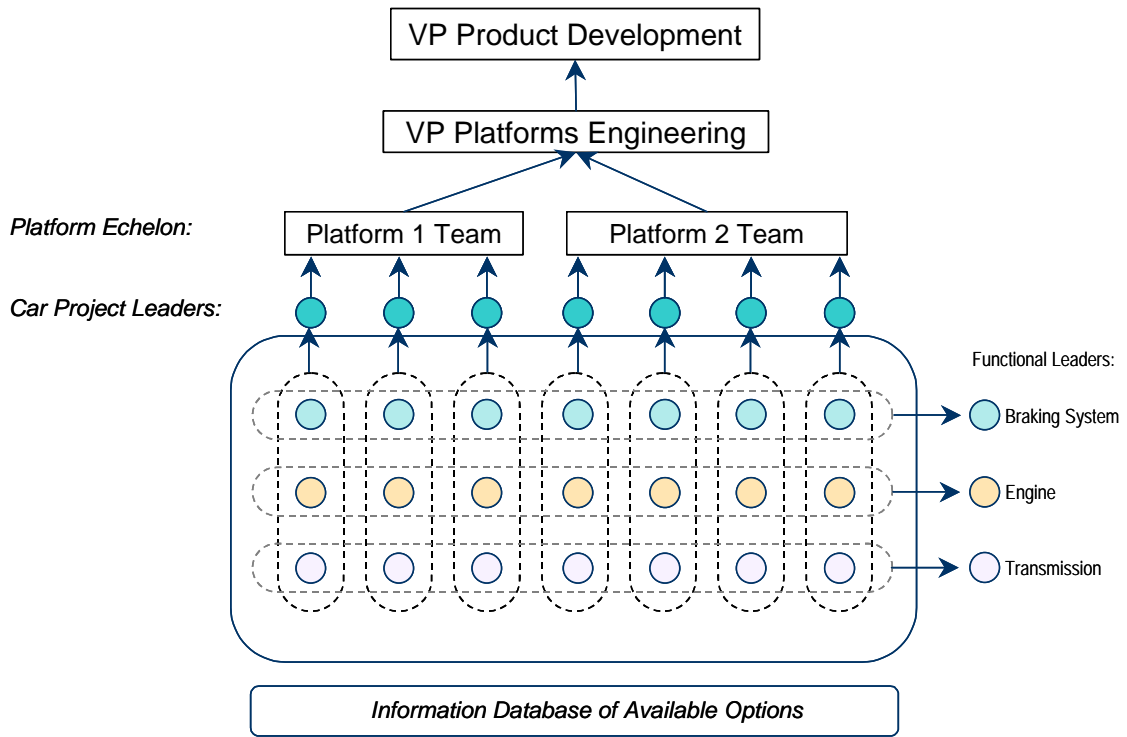 VP Product Development
VP Platforms Engineering
Platform Echelon:
Platform 1 Team
Platform 2 Team
Car Project Leaders:
Functional Leaders:
Braking System
Engine
Transmission
Information Database of Available Options